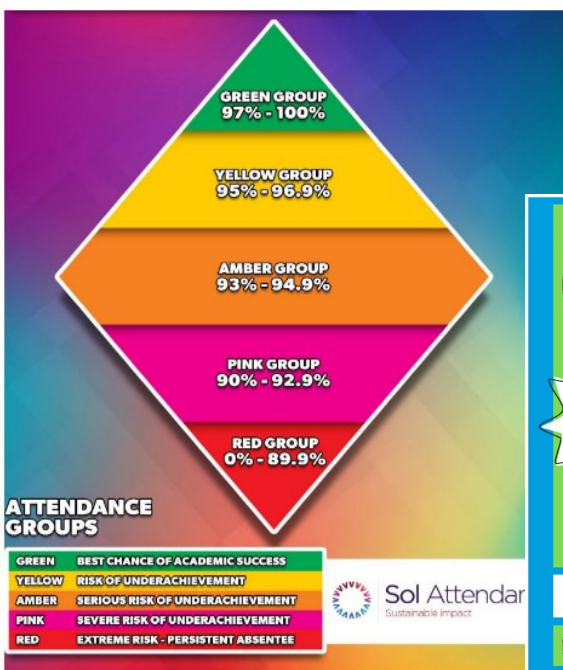 GREEN GROUP
97% - 100%
YELLOW GROUP
95% - 96.9%
AMBER GROUP
93% - 94.9%
PINK GROUP
90% - 92.9%
RED GROUP
0% - 89.9%
ATTENDANCE
GROUPS
GREEN BEST CHANCE OF ACADEMIC SUCCESS
YELLOW RISK OF UNDERACHIEVEMENT
AMBER SERIOUS RISK OF UNDERACHIEVEMENT
PINK SEVERE RISK OF UNDERACHIEVEMENT
RED EXTREME RISK - PERSISTENT ABSENTEE
Sol Attendar
Sustainable impact